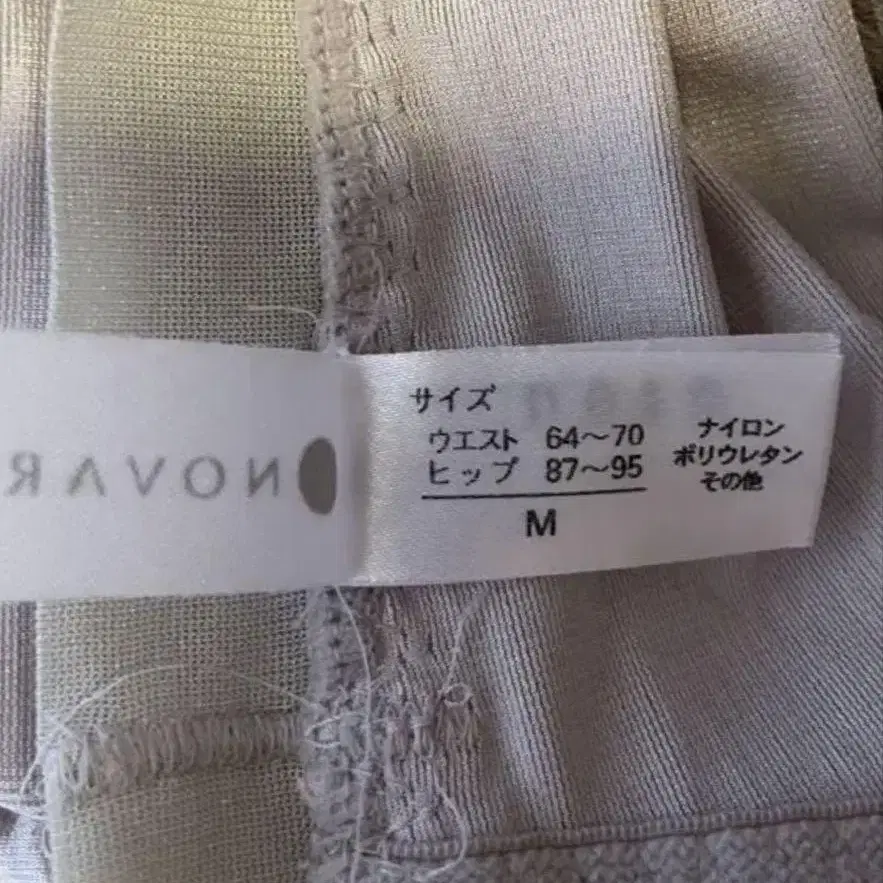 サイズ
ウエスト 64〜70
ヒップ 87〜95
M
ナイロン
ポリウレタン
その他
NOVAR